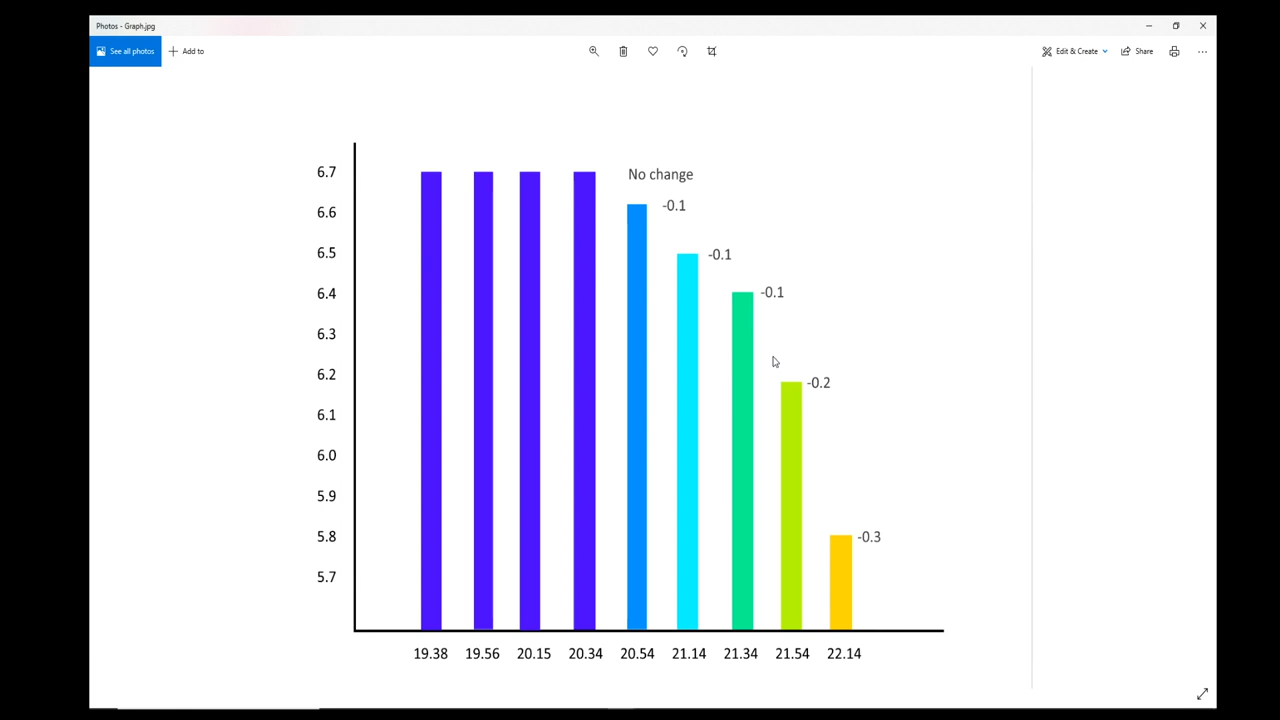 Photos - Graph.jpg
See all photos
Add to
Edit & Create
Share
6.7
No change
6.6
-0.1
6.5
-0.1
6.4
-0.1
6.3
6.2
-0.2
6.1
6.0
5.9
5.8
-0.3
5.7
19.38 19.56 20.15 20.34 20.54 21.14 21.34 21.54 22.14